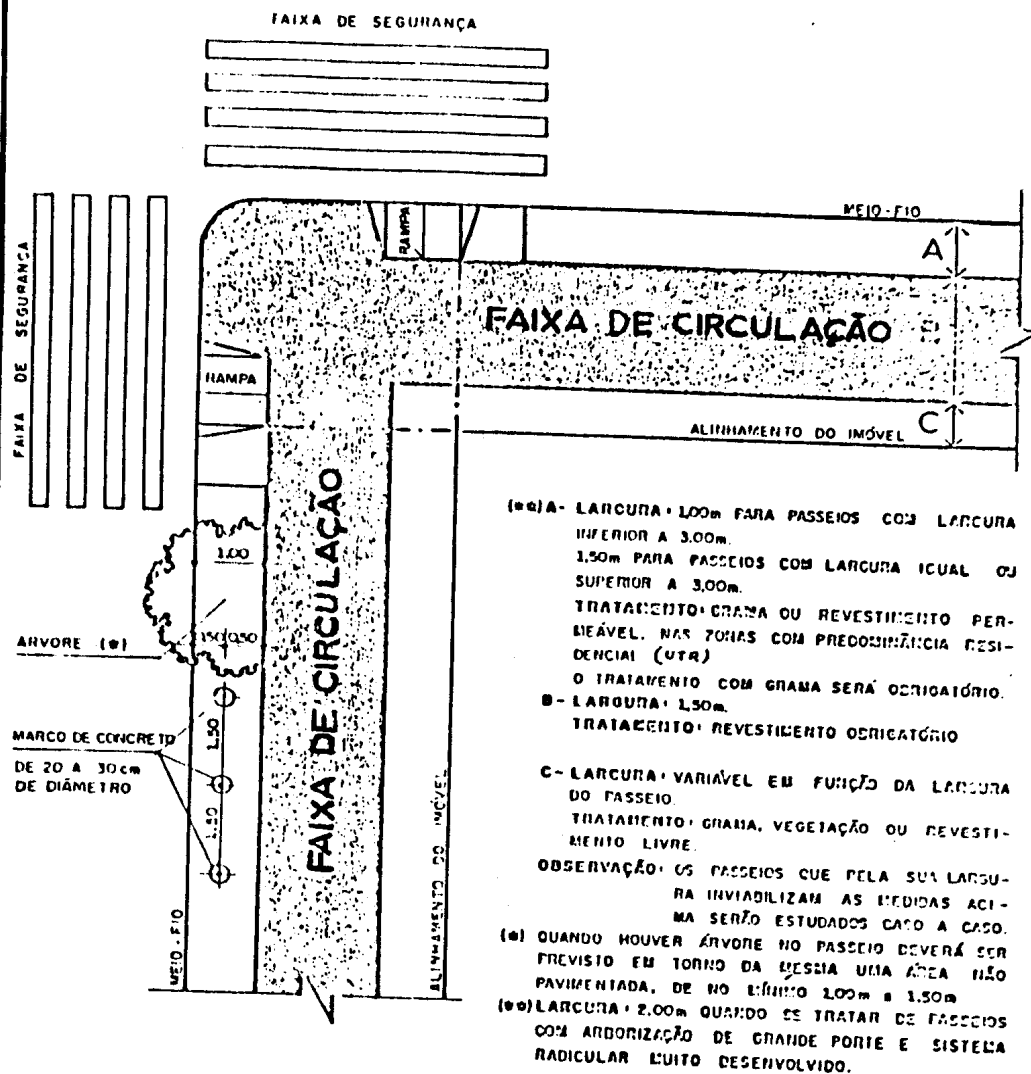 FAIXA DE SEGURANÇA
FAIXA DE SEGURANÇA
MEIO-FIO
A
RAMPA
FAIXA DE CIRCULAÇÃO
B
RAMPA
ALINHAMENTO DO IMÓVEL
C
FAIXA DE CIRCULAÇÃO
1.00
ARVORE (*)
1.50
MARCO DE CONCRETO
DE 20 A 30cm
DE DIÂMETRO
1.50
MEIO-FIO
ALINHAMENTO DO IMÓVEL
(**) A- LARGURA: 1,00m PARA PASSEIOS COM LARGURA
INFERIOR A 3.00m.
1,50m PARA PASSEIOS COM LARGURA IGUAL OU
SUPERIOR A 3,00m.
TRATAMENTO: GRAMA OU REVESTIMENTO PER-
MEÁVEL. NAS ZONAS COM PREDOMINÂNCIA RESI-
DENCIAL (UTR)
O TRATAMENTO COM GRAMA SERÁ OBRIGATÓRIO.
B- LARGURA: 1,50m.
TRATAMENTO: REVESTIMENTO OBRIGATÓRIO
C- LARGURA: VARIAVEL EM FUNÇÃO DA LARGURA
DO PASSEIO.
TRATAMENTO: GRAMA, VEGETAÇÃO OU REVESTI-
MENTO LIVRE.
OBSERVAÇÃO: OS PASSEIOS QUE PELA SUA LARGU-
RA INVIABILIZAM AS MEDIDAS ACI-
MA SERÃO ESTUDADOS CASO A CASO.
(*) QUANDO HOUVER ÁRVORE NO PASSEIO DEVERÁ SER
PREVISTO EM TORNO DA MESMA UMA ÁREA NÃO
PAVIMENTADA, DE NO MÍNIMO 1,00m x 1.50m
(**) LARGURA: 2,00m QUANDO SE TRATAR DE PASSEIOS
COM ARBORIZAÇÃO DE GRANDE PORTE E SISTEMA
RADICULAR MUITO DESENVOLVIDO.